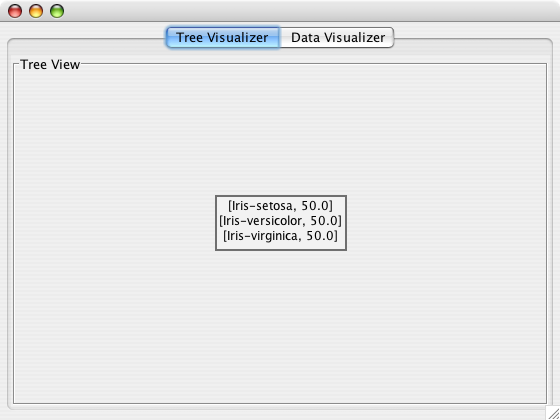 Tree Visualizer Data Visualizer
Tree View
[Iris-setosa, 50.0]
[Iris-versicolor, 50.0]
[Iris-virginica, 50.0]